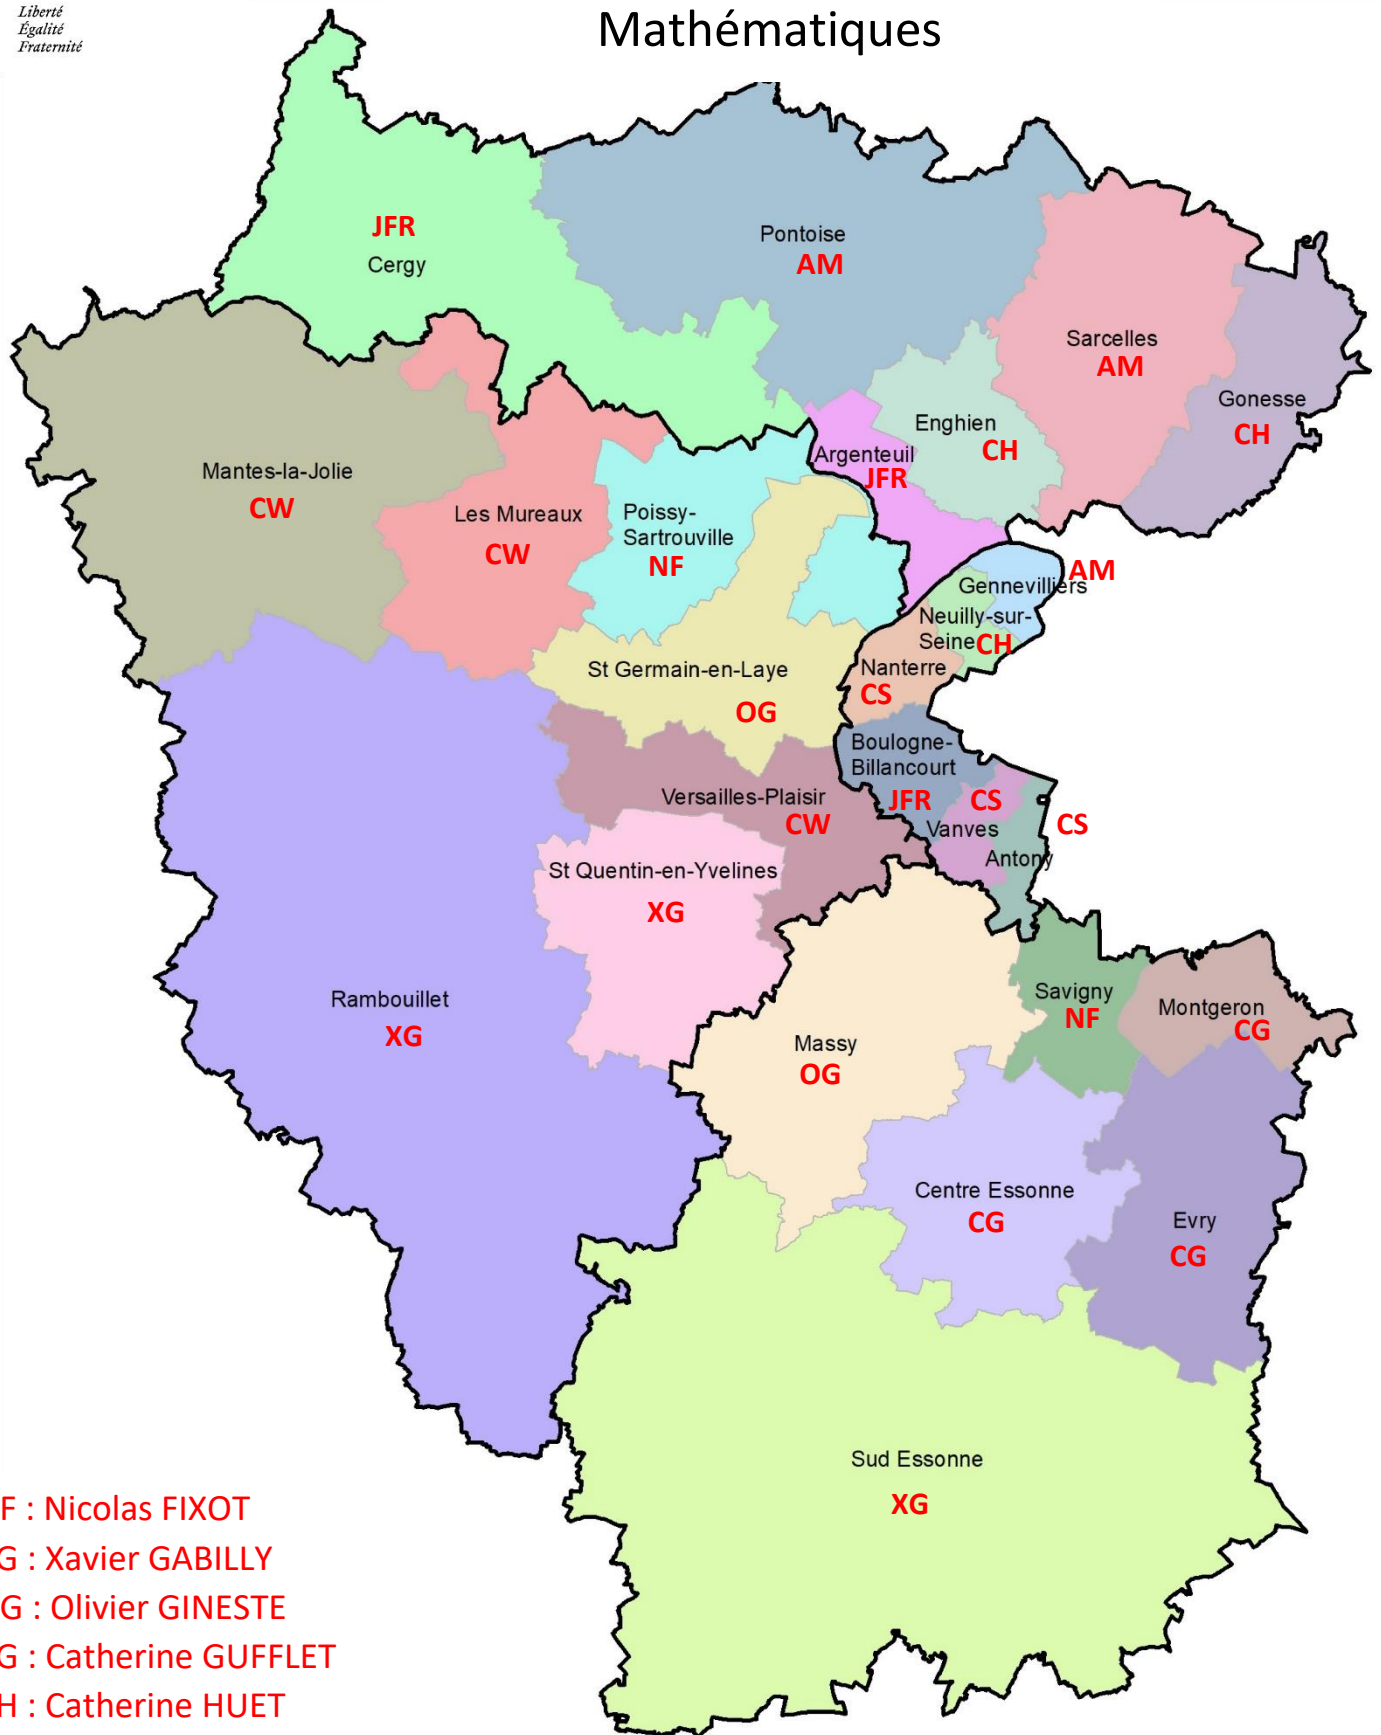 Liberté
Égalité
Fraternité
Mathématiques
JFR
Cergy
Pontoise
AM
Sarcelles
AM
Gonesse
CH
Enghien
CH
Argenteuil
JFR
Mantes-la-Jolie
CW
Les Mureaux
CW
Poissy-
Sartrouville
NF
AM
Gennevilliers
Neuilly-sur-
Seine CH
Nanterre
CS
St Germain-en-Laye
OG
Boulogne-
Billancourt
JFR
CS
Vanves
CS
Antony
Versailles-Plaisir
CW
St Quentin-en-Yvelines
XG
Rambouillet
XG
Savigny
NF
Montgeron
CG
Massy
OG
Centre Essonne
CG
Evry
CG
Sud Essonne
XG
F : Nicolas FIXOT
G : Xavier GABILLY
G : Olivier GINESTE
G : Catherine GUFFLET
H : Catherine HUET